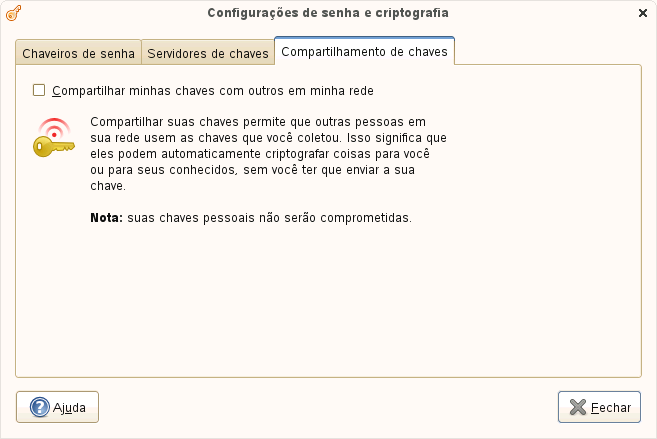 Configurações de senha e criptografia
Chaveiros de senha
Servidores de chaves
Compartilhamento de chaves
Compartilhar minhas chaves com outros em minha rede
Compartilhar suas chaves permite que outras pessoas em
sua rede usem as chaves que você coletou. Isso significa que
eles podem automaticamente criptografar coisas para você
ou para seus conhecidos, sem você ter que enviar a sua
chave.
Nota: suas chaves pessoais não serão comprometidas.
Ajuda
Fechar